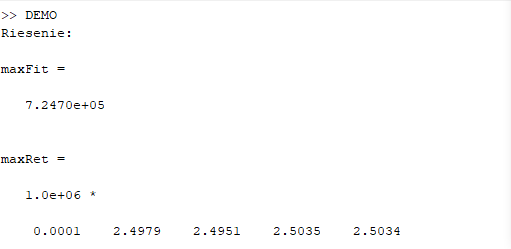 >> DEMO
Riesenie:
maxFit =
7.2470e+05
maxRet =
1.0e+06 *
0.0001 2.4979 2.4951 2.5035 2.5034